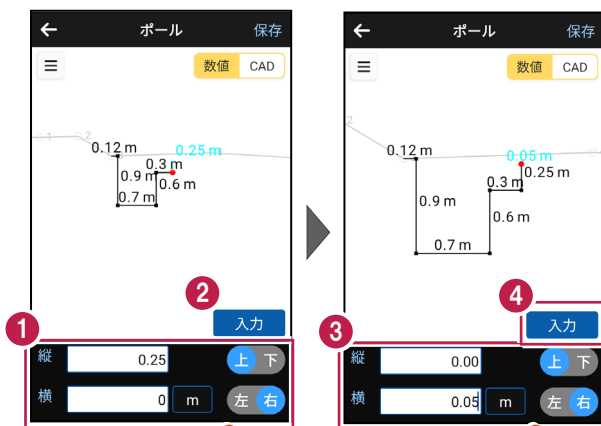 ポール 保存
数値 CAD
1 2
0.12 m 0.25 m
0.3 m
0.9 m 0.6 m
0.7 m
2
入力
1
縦 0.25 上 下
横 0 m 左 右
ポール 保存
数値 CAD
2
0.12 m 0.05 m
0.25 m
0.3 m
0.9 m
0.6 m
0.7 m
4
入力
3
縦 0.00 上 下
横 0.05 m 左 右